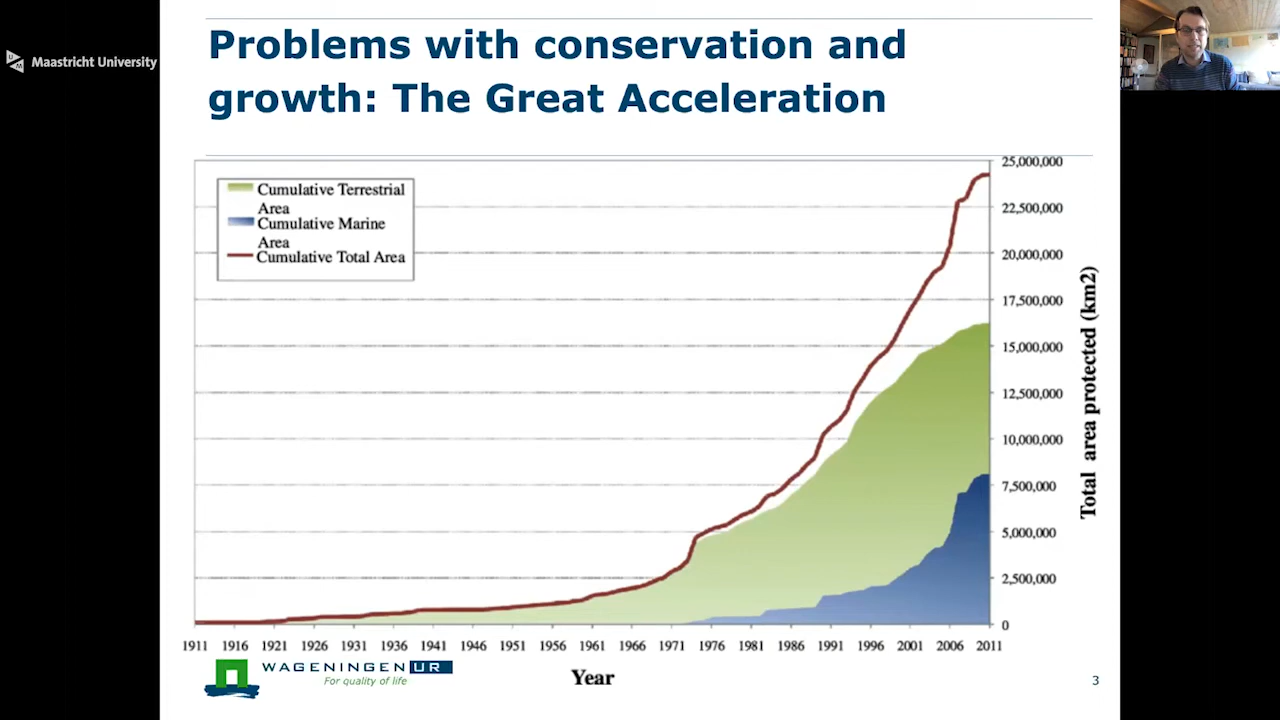 Maastricht University
Problems with conservation and
growth: The Great Acceleration
Cumulative Terrestrial
Area
Cumulative Marine
Area
Cumulative Total Area
25,000,000
22,500,000
20,000,000
17,500,000
15,000,000
12,500,000
10,000,000
7,500,000
5,000,000
2,500,000
0
Total area protected (km2)
1911 1916 1921 1926 1931 1936 1941 1946 1951 1956 1961 1966 1971 1976 1981 1986 1991 1996 2001 2006 2011
Year
WAGENINGEN UR
For quality of life
3